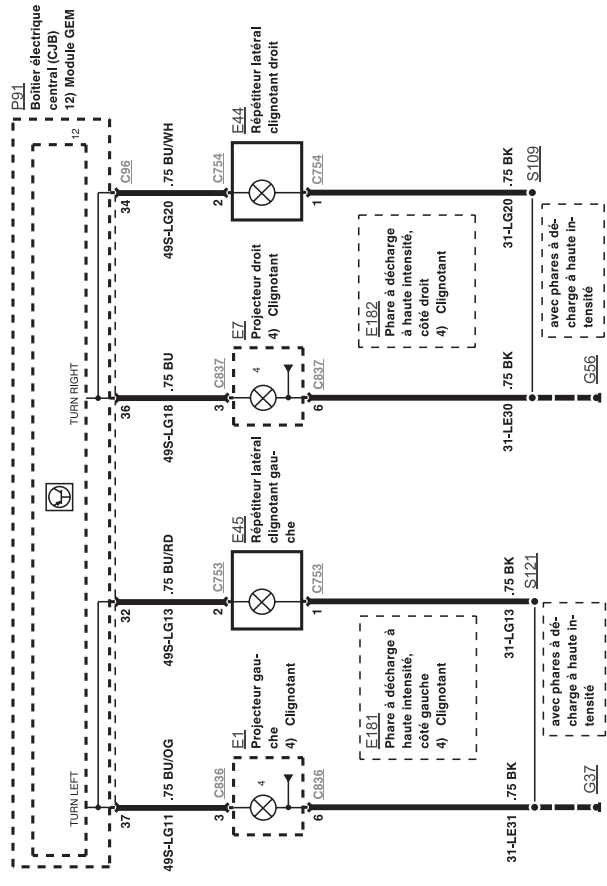 P91
Boîtier électrique
central (CJB)
12) Module GEM
12
TURN LEFT
TURN RIGHT
37
32
36
34
C96
49S-LG11 .75 BU/OG
49S-LG13 .75 BU/RD
49S-LG18 .75 BU
49S-LG20 .75 BU/WH
3
C836
2
C753
3
C837
2
C754
E1
Projecteur gau-
che
4) Clignotant
4
E45
Répétiteur latéral
clignotant gau-
che
E7
Projecteur droit
4) Clignotant
4
E44
Répétiteur latéral
clignotant droit
6
C836
1
C753
6
C837
1
C754
E181
Phare à décharge à
haute intensité,
côté gauche
4) Clignotant
E182
Phare à décharge
à haute intensité,
côté droit
4) Clignotant
31-LE31 .75 BK
31-LG13 .75 BK
31-LE30 .75 BK
31-LG20 .75 BK
S121
S109
avec phares à dé-
charge à haute in-
tensité
avec phares à dé-
charge à haute in-
tensité
G37
G56